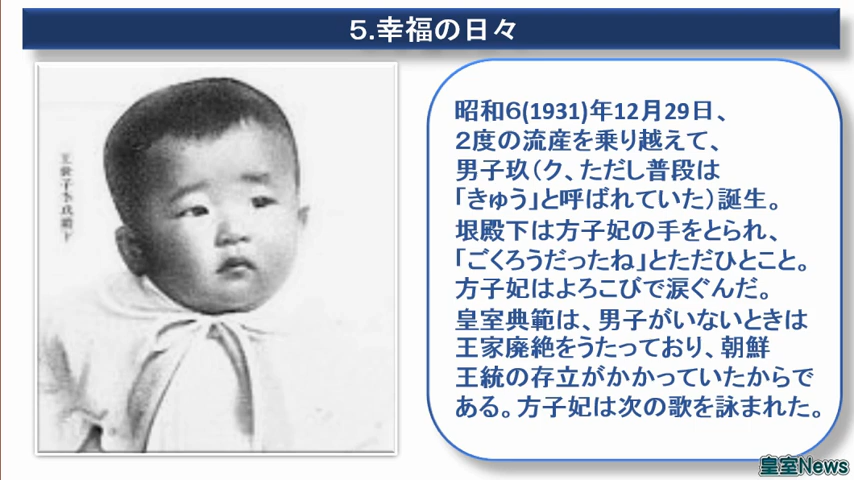 ５.幸福の日々
王世子李玖殿下
昭和６(1931)年12月29日、
２度の流産を乗り越えて、
男子玖（ク、ただし普段は
「きゅう」と呼ばれていた）誕生。
垠殿下は方子妃の手をとられ、
「ごくろうだったね」とただひとこと。
方子妃はよろこびで涙ぐんだ。
皇室典範は、男子がいないときは
王家廃絶をうたっており、朝鮮
王統の存立がかかっていたからで
ある。方子妃は次の歌を詠まれた。
皇室News